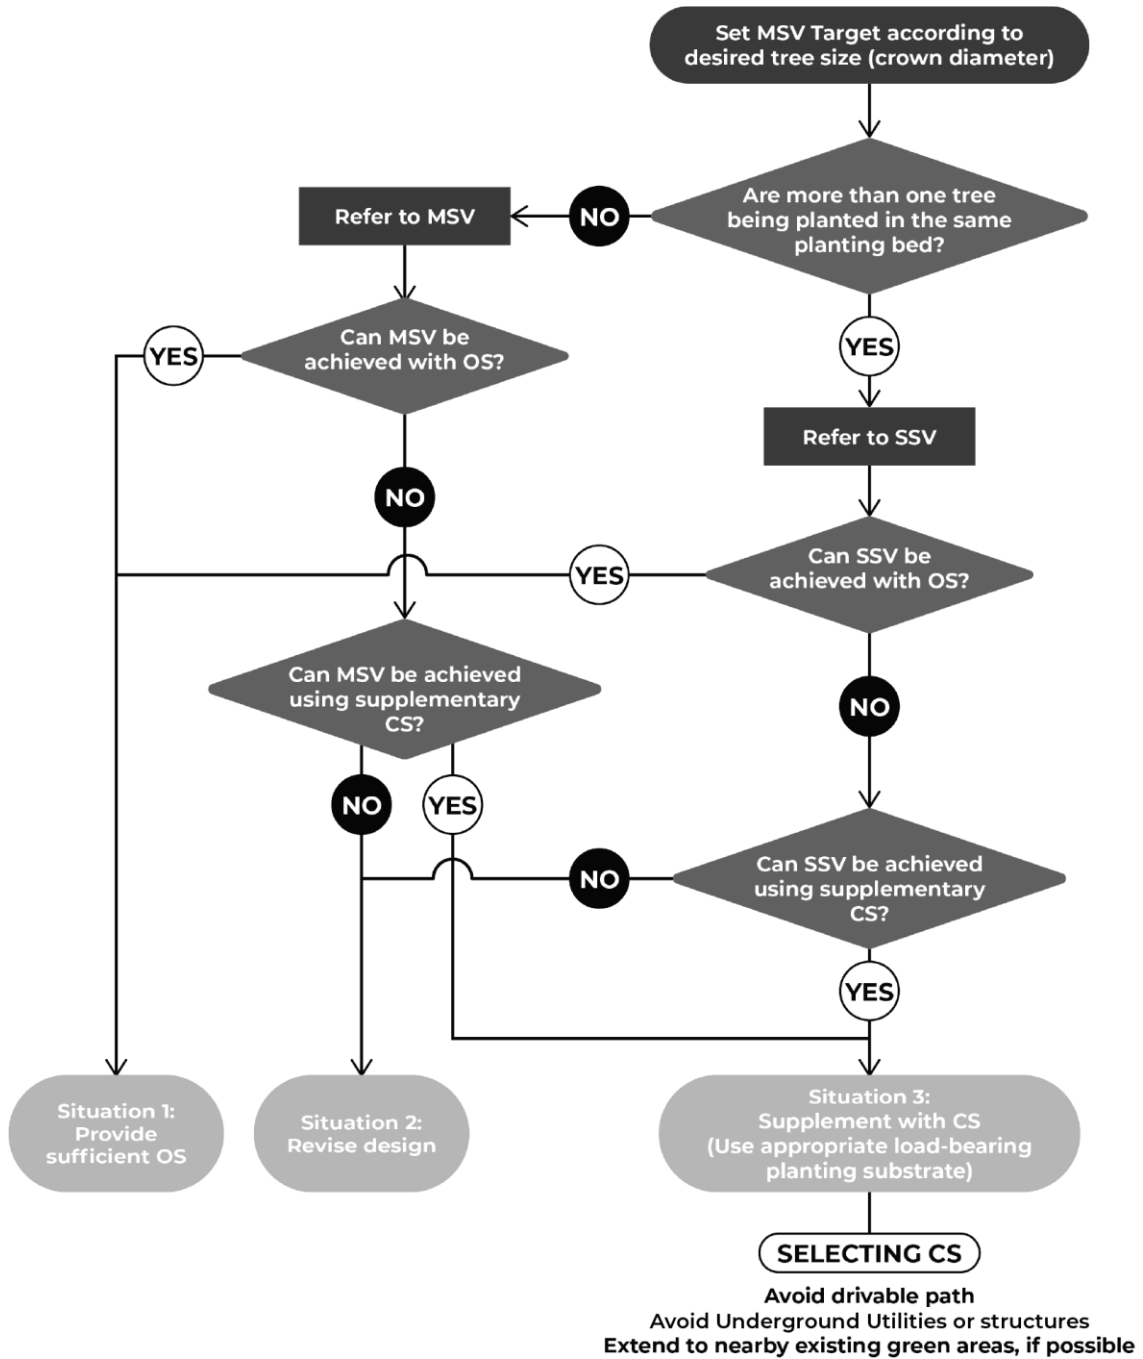 Set MSV Target according to
desired tree size (crown diameter)
Are more than one tree
being planted in the same
planting bed?
NO
Refer to MSV
YES
Can MSV be
achieved with OS?
YES
Refer to SSV
NO
Can SSV be
achieved with OS?
YES
Can MSV be achieved
using supplementary
CS?
NO
NO
YES
Can SSV be achieved
using supplementary
CS?
NO
YES
Situation 1:
Provide
sufficient OS
Situation 2:
Revise design
Situation 3:
Supplement with CS
(Use appropriate load-bearing
planting substrate)
SELECTING CS
Avoid drivable path
Avoid Underground Utilities or structures
Extend to nearby existing green areas, if possible